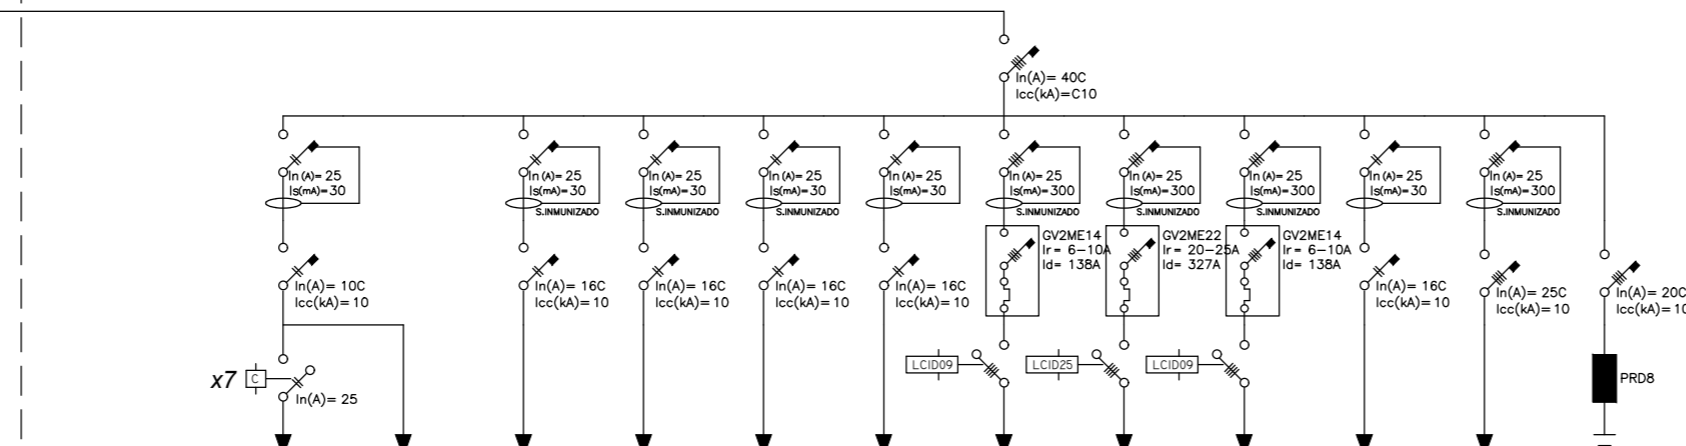 In(A)= 40C
Icc(kA)=C10
In(A)= 25
Is(mA)=30
In(A)= 25
Is(mA)=30
S.INMUNIZADO
In(A)= 25
Is(mA)=30
S.INMUNIZADO
In(A)= 25
Is(mA)=30
S.INMUNIZADO
In(A)= 25
Is(mA)=30
In(A)= 25
Is(mA)=300
S.INMUNIZADO
In(A)= 25
Is(mA)=300
S.INMUNIZADO
In(A)= 25
Is(mA)=300
S.INMUNIZADO
In(A)= 25
Is(mA)=30
In(A)= 25
Is(mA)=300
S.INMUNIZADO
GV2ME14
Ir= 6-10A
Id= 138A
GV2ME22
Ir= 20-25A
Id= 327A
GV2ME14
Ir= 6-10A
Id= 138A
In(A)= 10C
Icc(kA)= 10
In(A)= 16C
Icc(kA)= 10
In(A)= 16C
Icc(kA)= 10
In(A)= 16C
Icc(kA)= 10
In(A)= 16C
Icc(kA)= 10
In(A)= 16C
Icc(kA)= 10
In(A)= 25C
Icc(kA)= 10
In(A)= 20C
Icc(kA)= 10
x7
C
In(A)= 25
LCID09
LCID25
LCID09
PRD8